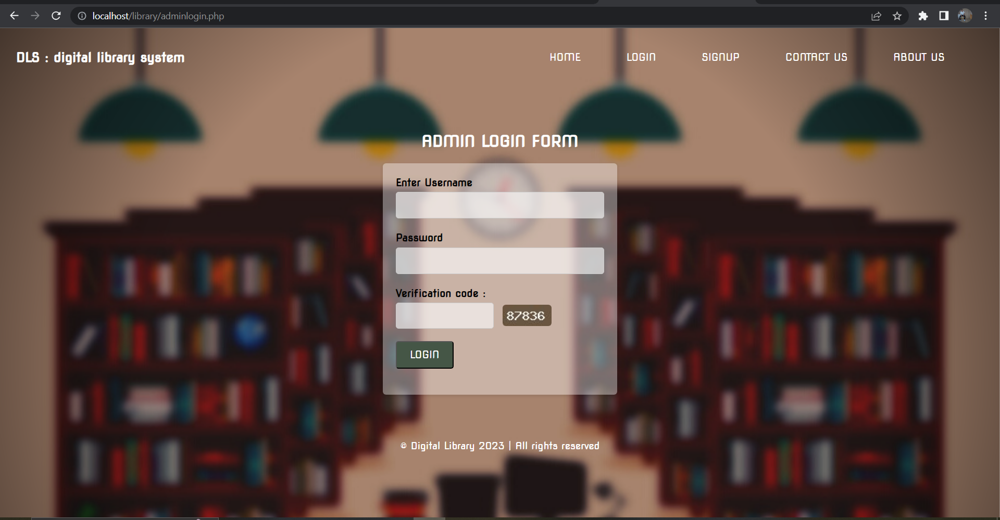 localhost/library/adminlogin.php
DLS : digital library system
HOME LOGIN SIGNUP CONTACT US ABOUT US
ADMIN LOGIN FORM
Enter Username
Password
Verification code :
87836
LOGIN
© Digital Library 2023 | All rights reserved